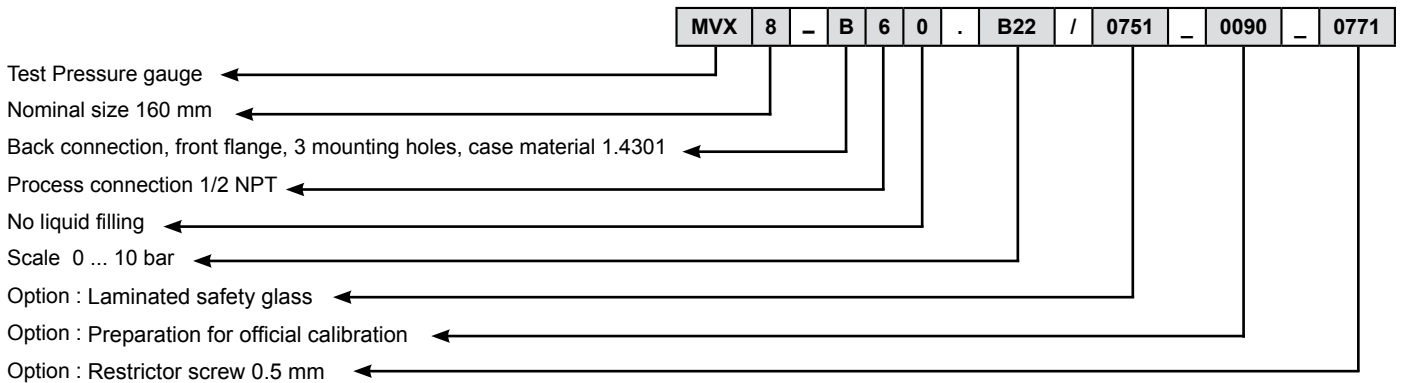 MVX 8 – B 6 0 . B22 / 0751 _ 0090 _ 0771
Test Pressure gauge
Nominal size 160 mm
Back connection, front flange, 3 mounting holes, case material 1.4301
Process connection 1/2 NPT
No liquid filling
Scale 0 ... 10 bar
Option : Laminated safety glass
Option : Preparation for official calibration
Option : Restrictor screw 0.5 mm